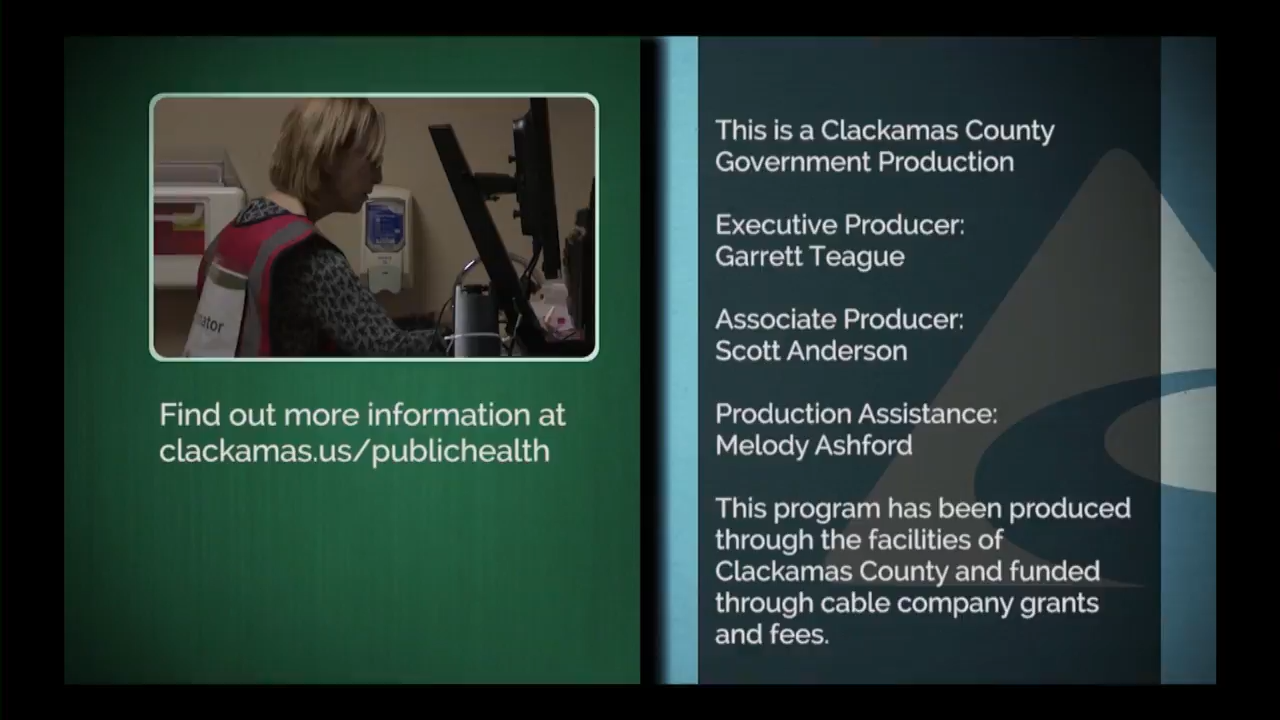 Find out more information at
clackamas.us/publichealth
This is a Clackamas County
Government Production
Executive Producer:
Garrett Teague
Associate Producer:
Scott Anderson
Production Assistance:
Melody Ashford
This program has been produced
through the facilities of
Clackamas County and funded
through cable company grants
and fees.